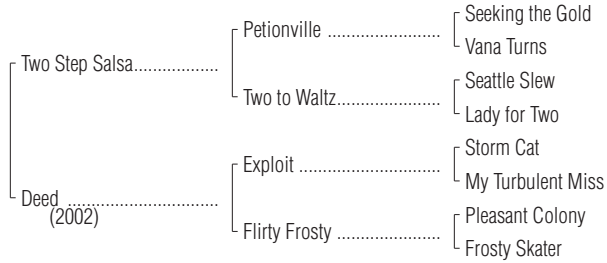 Seeking the Gold
Petionville ....................
Vana Turns
Two Step Salsa...............
Seattle Slew
Two to Waltz...................
Lady for Two
Storm Cat
Exploit .........................
My Turbulent Miss
Deed ......................
(2002)
Pleasant Colony
Flirty Frosty ..................
Frosty Skater